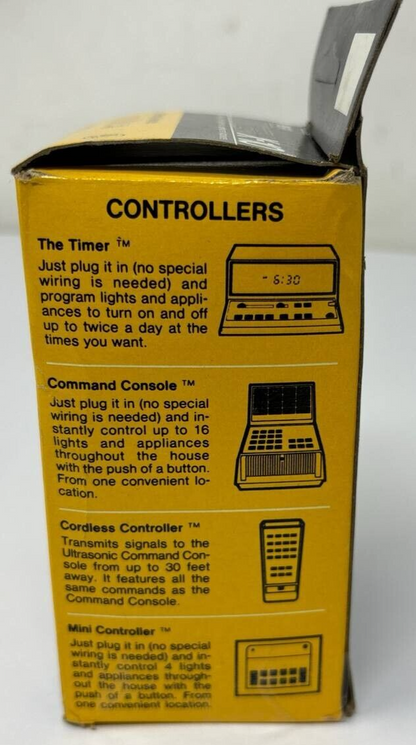 CONTROLLERS
The Timer ™
Just plug it in (no special
wiring is needed) and
program lights and appli-
ances to turn on and off
up to twice a day at the
times you want.
6:30
Command Console ™
Just plug it in (no special
wiring is needed) and in-
stantly control up to 16
lights and appliances
throughout the house
with the push of a button.
From one convenient lo-
cation.
Cordless Controller ™
Transmits signals to the
Ultrasonic Command Con-
sole from up to 30 feet
away. It features all the
same commands as the
Command Console.
Mini Controller ™
Just plug it in (no special
wiring is needed) and in-
stantly control 4 lights
and appliances through-
out the house with the
push of a button. From
one convenient location.